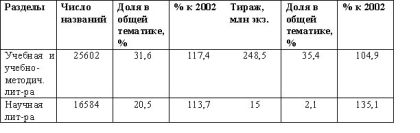 Разделы Число названий Доля в общей тематике, % % к 2002 Тираж, млн экз. Доля в общей тематике, % % к 2002
Учебная и учебно-методич. лит-ра 25602 31,6 117,4 248,5 35,4 104,9
Научная лит-ра 16584 20,5 113,7 15 2,1 135,1